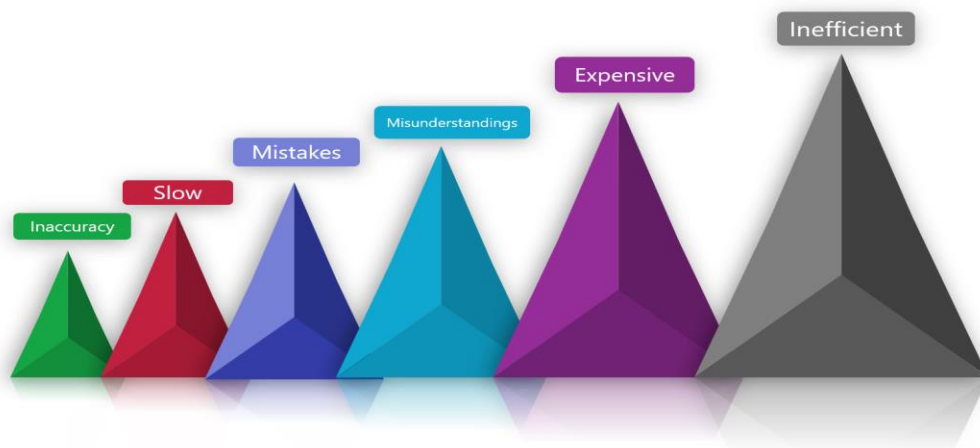 Inaccuracy
Slow
Mistakes
Misunderstandings
Expensive
Inefficient